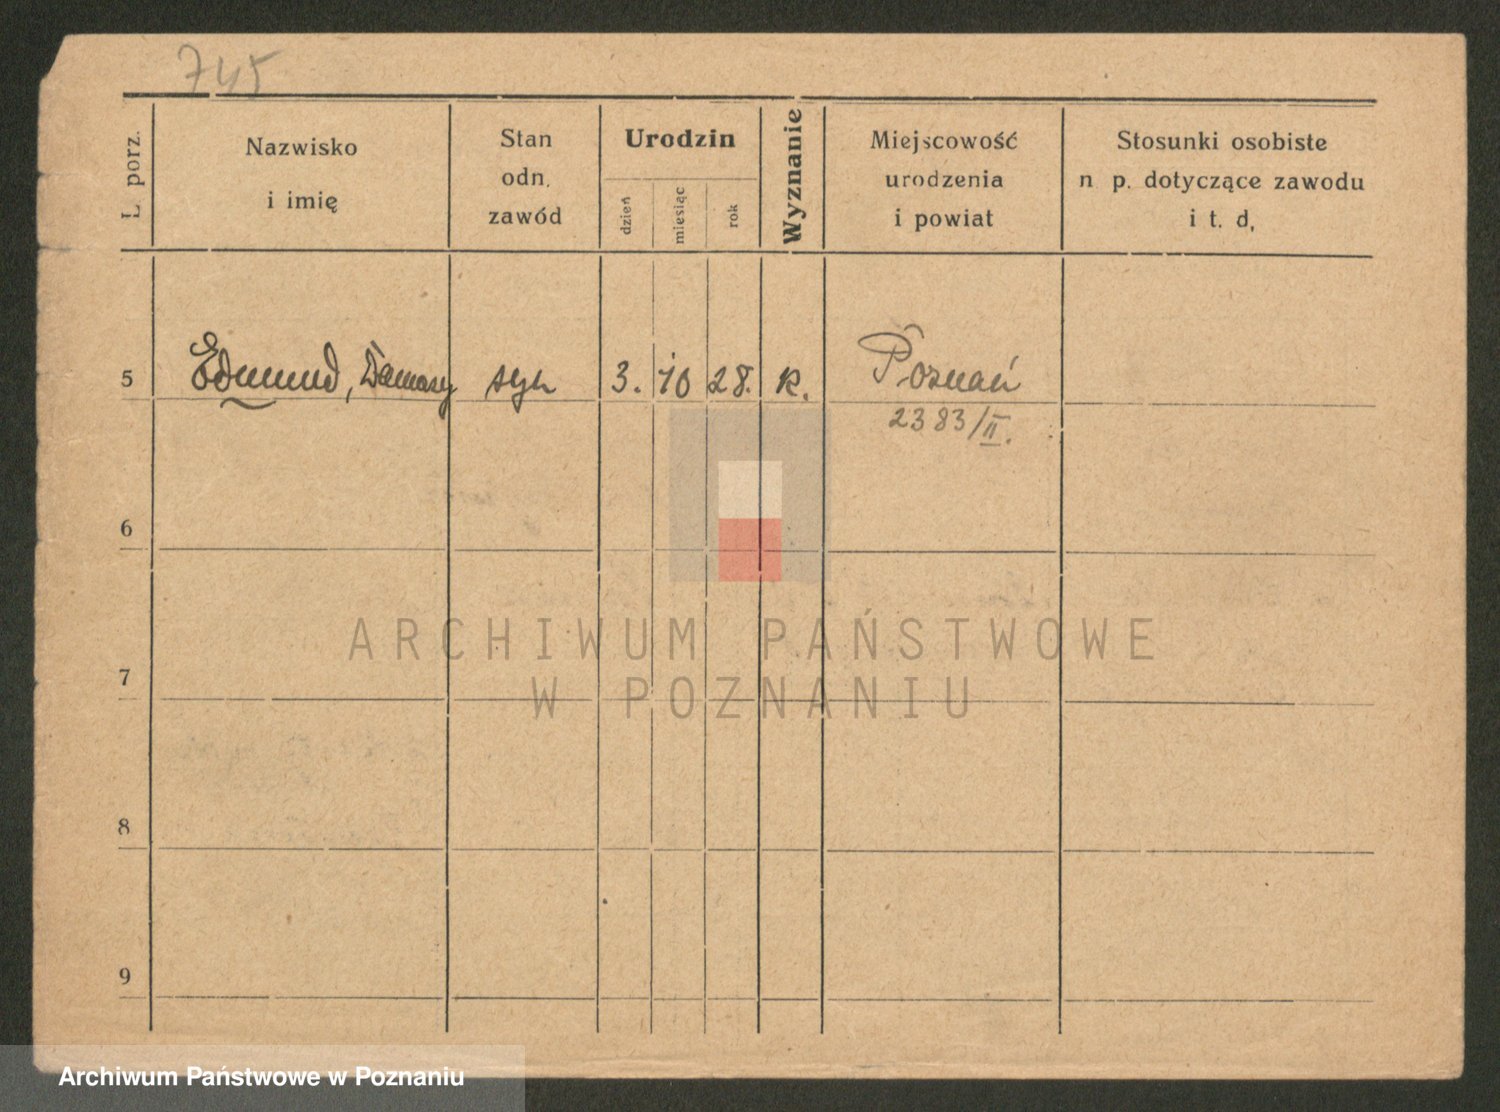 745
L porz.
Nazwisko
i imię
Stan
odn.
zawód
Urodzin
dzień
miesiąc
rok
Wyznanie
Miejscowość
urodzenia
i powiat
Stosunki osobiste
n p. dotyczące zawodu
i t. d,
5 Edmund, Damazy syn 3. 10 28. k. Poznań
2383/II.
6
7
8
9
ARCHIWUM PAŃSTWOWE
W POZNANIU
Archiwum Państwowe w Poznaniu